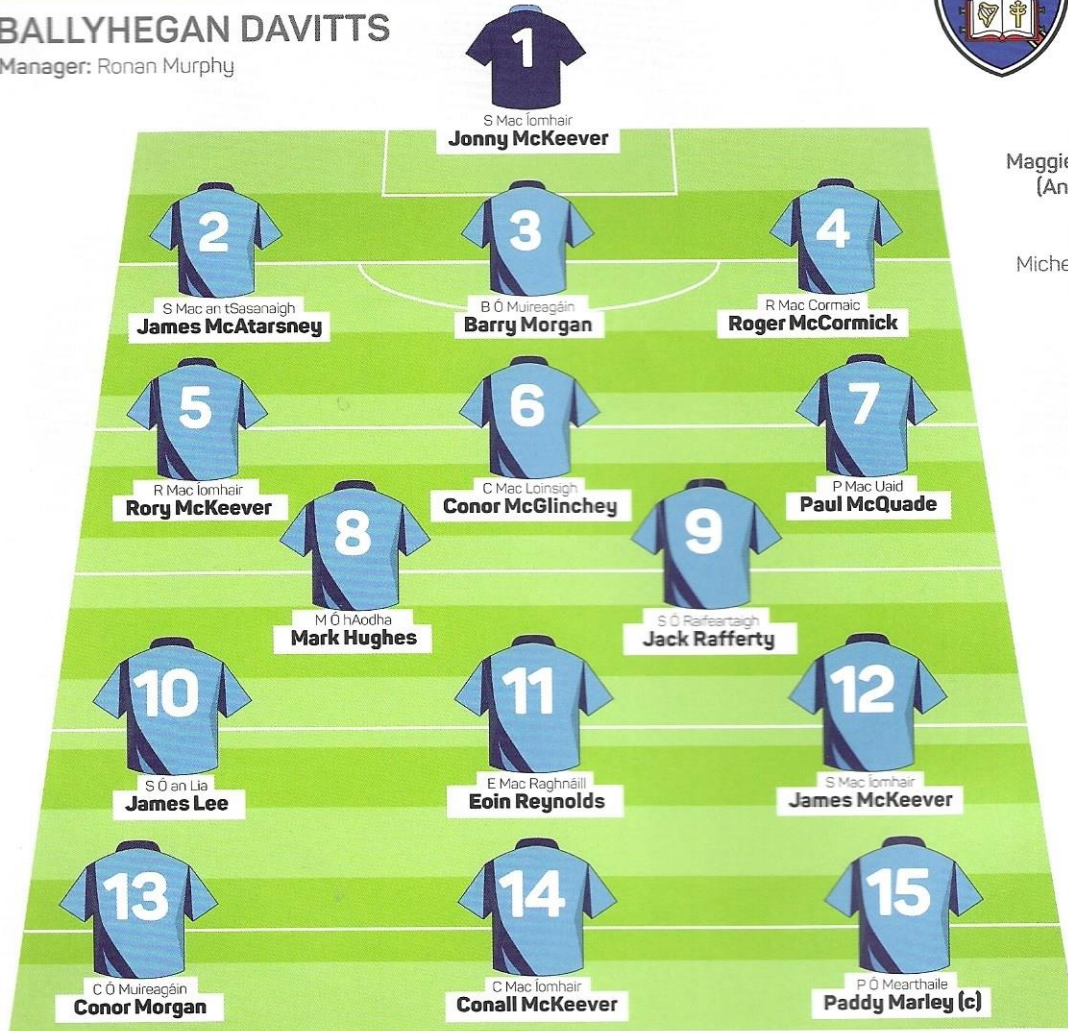 BALLYHEGAN DAVITTS
Manager: Ronan Murphy
1
S Mac Íomhair
Jonny McKeever
Maggie
(An
Miche
2
S Mac an tSasanaigh
James McAtarsney
3
B Ó Muireagáin
Barry Morgan
4
R Mac Cormaic
Roger McCormick
5
R Mac Íomhair
Rory McKeever
6
C Mac Loinsigh
Conor McGlinchey
7
P Mac Uaid
Paul McQuade
8
M Ó hAodha
Mark Hughes
9
S Ó Raifeartaigh
Jack Rafferty
10
S Ó an Lia
James Lee
11
E Mac Raghnáill
Eoin Reynolds
12
S Mac Íomhair
James McKeever
13
C Ó Muireagáin
Conor Morgan
14
C Mac Íomhair
Conall McKeever
15
P Ó Mearthaile
Paddy Marley (c)